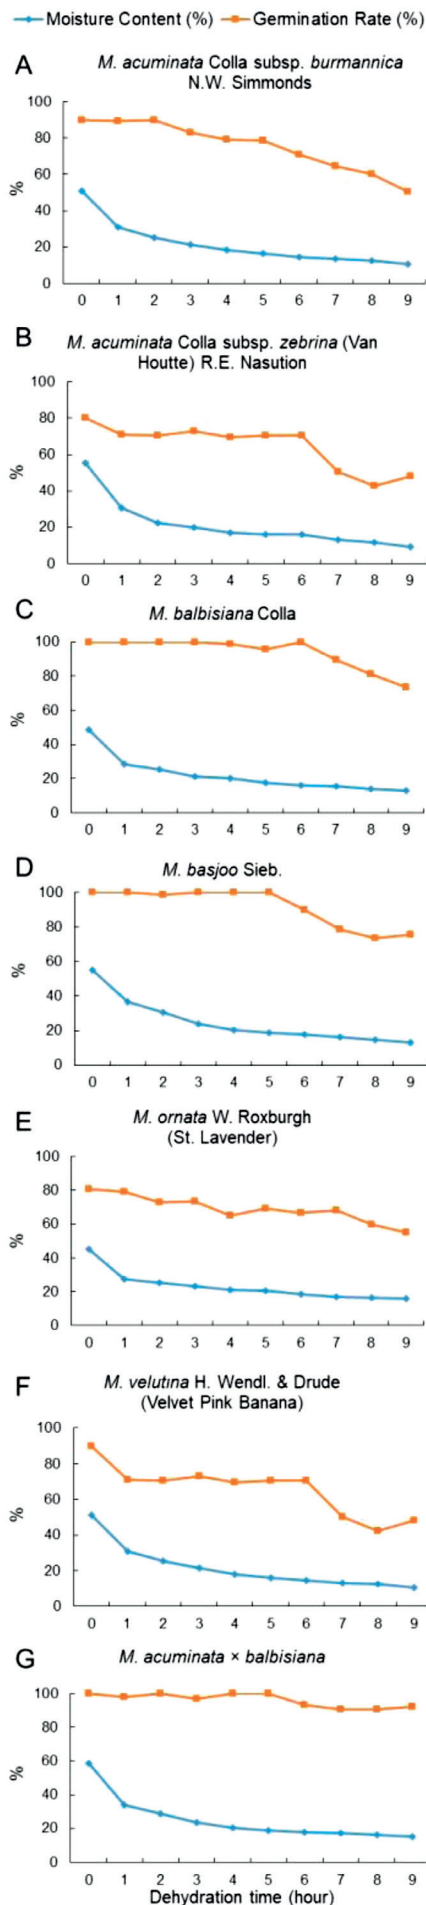 Moisture Content (%) Germination Rate (%)
A
M. acuminata Colla subsp. burmannica
N.W. Simmonds
100
80
60
40
20
0
%
0 1 2 3 4 5 6 7 8 9
B
M. acuminata Colla subsp. zebrina (Van
Houtte) R.E. Nasution
100
80
60
40
20
0
%
0 1 2 3 4 5 6 7 8 9
C
M. balbisiana Colla
100
80
60
40
20
0
%
0 1 2 3 4 5 6 7 8 9
D
M. basjoo Sieb.
100
80
60
40
20
0
%
0 1 2 3 4 5 6 7 8 9
E
M. ornata W. Roxburgh
(St. Lavender)
100
80
60
40
20
0
%
0 1 2 3 4 5 6 7 8 9
F
M. velutına H. Wendl. & Drude
(Velvet Pink Banana)
100
80
60
40
20
0
%
0 1 2 3 4 5 6 7 8 9
G
M. acuminata × balbisiana
100
80
60
40
20
0
%
0 1 2 3 4 5 6 7 8 9
Dehydration time (hour)